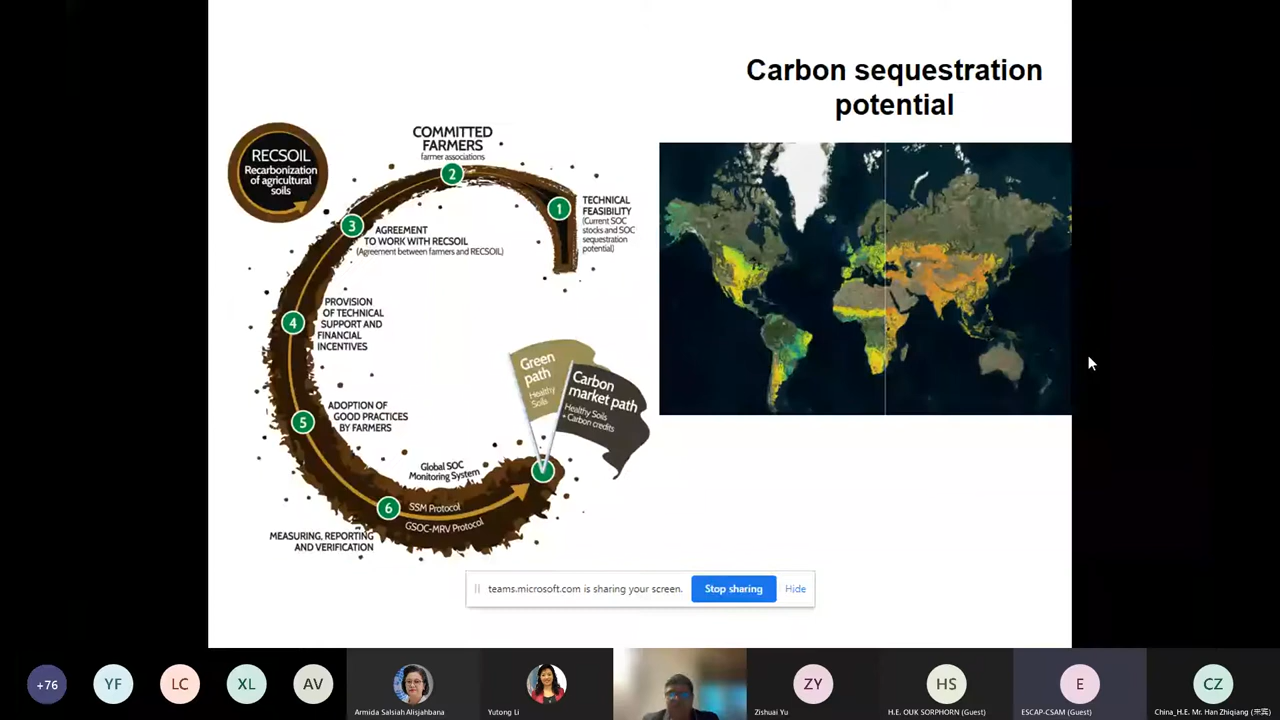 Carbon sequestration
potential
RECSOIL
Recarbonization
of agricultural
soils
COMMITTED
FARMERS
farmer associations
2
1
TECHNICAL
FEASIBILITY
(Current SOC
stocks and SOC
sequestration
potential)
3
AGREEMENT
TO WORK WITH RECSOIL
(Agreement between farmers and RECSOIL)
4
PROVISION
OF TECHNICAL
SUPPORT AND
FINANCIAL
INCENTIVES
Green
path
Healthy
Soils
Carbon
market path
Healthy Soils
+ Carbon credits
5
ADOPTION OF
GOOD PRACTICES
BY FARMERS
Global SOC
Monitoring System
6
SSM Protocol
GSOC-MRV Protocol
MEASURING, REPORTING
AND VERIFICATION
teams.microsoft.com is sharing your screen.
Stop sharing
Hide
+76
YF
LC
XL
AV
ZY
HS
E
CZ
Armida Salsiah Alisjahbana
Yutong Li
Zishuai Yu
H.E. OUK SORPHORN (Guest)
ESCAP-CSAM (Guest)
China_H.E. Mr. Han Zhiqiang